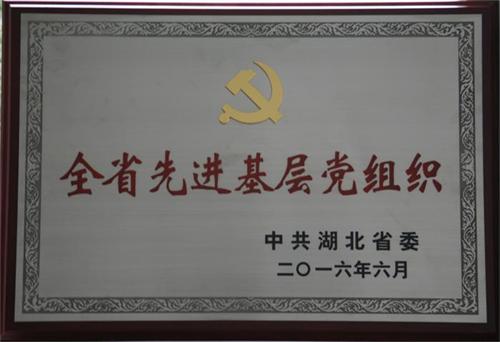 全省先进基层党组织
中共湖北省委
二〇一六年六月